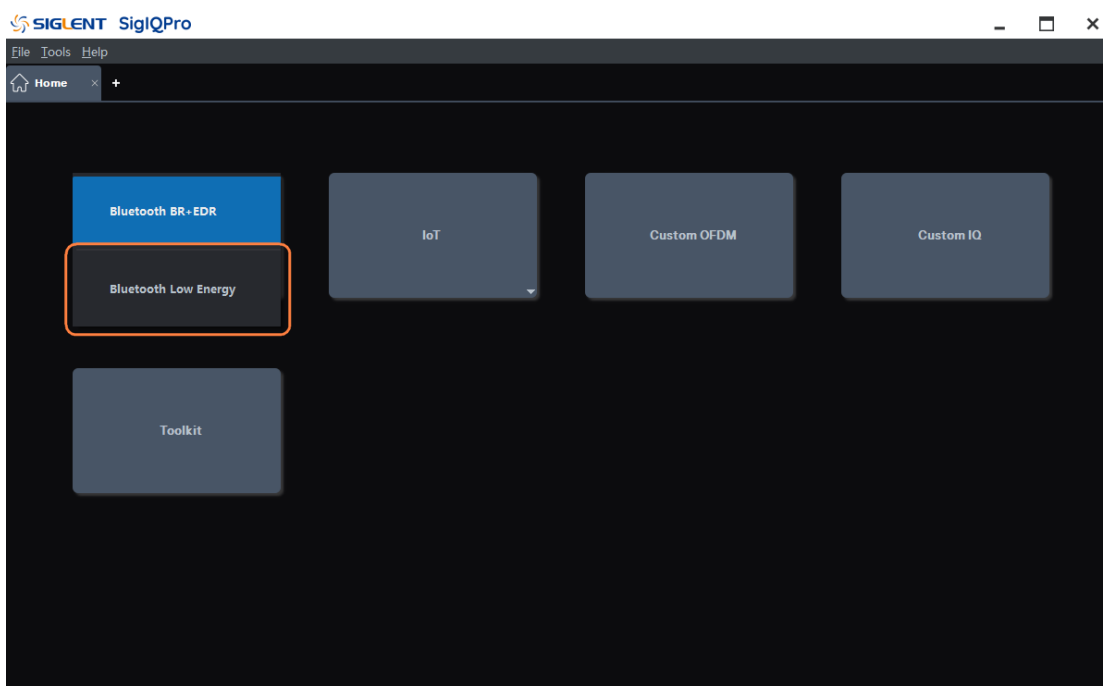 SIGLENT SigIQPro
File Tools Help
Home × +
Bluetooth BR+EDR
Bluetooth Low Energy
IoT
Custom OFDM
Custom IQ
Toolkit